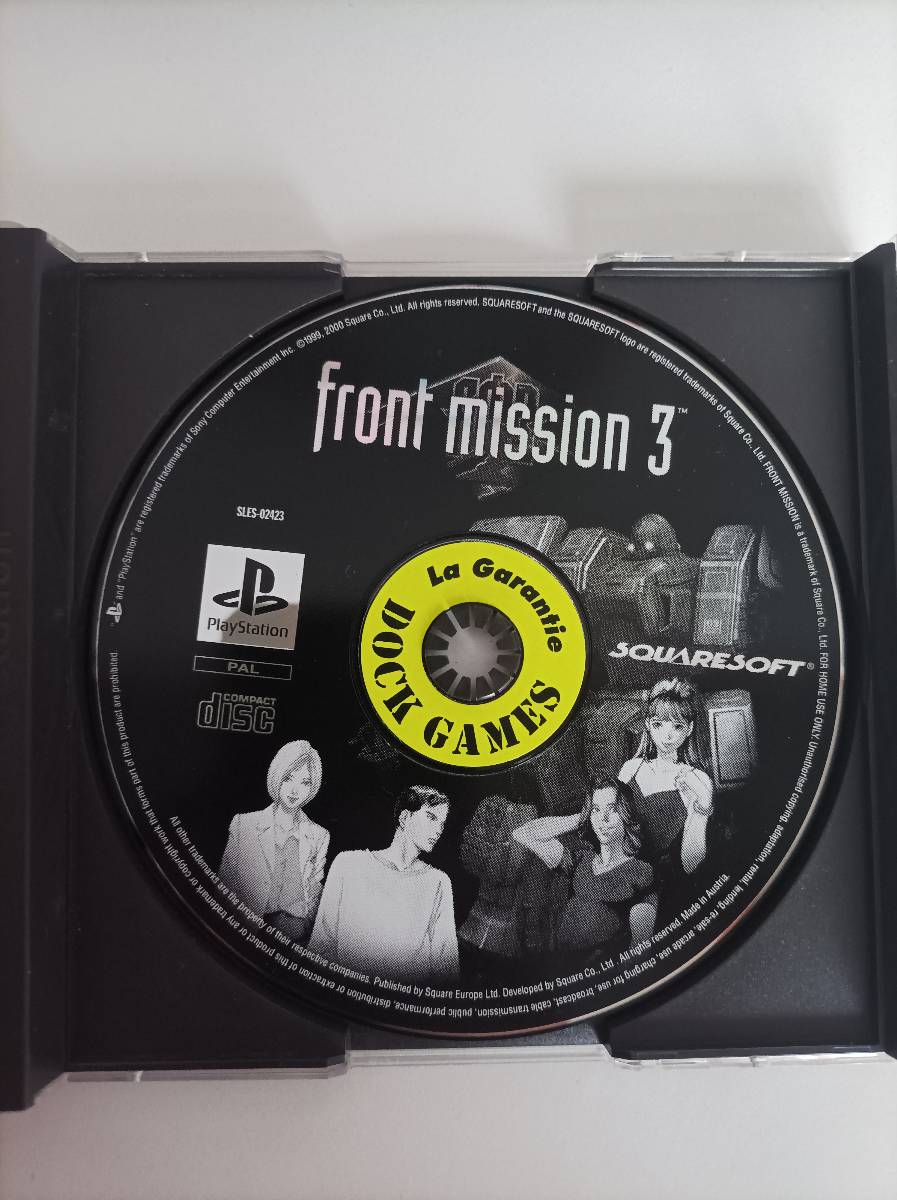 front mission 3™
SLES-02423
PlayStation
PAL
COMPACT
disc
La Garantie
DOCK GAMES
SQUARESOFT®
All other trademarks are the property of their respective companies. Published by Square Europe Ltd. Developed by Square Co., Ltd. All rights reserved. Made in Austria.
and "PlayStation" are registered trademarks of Sony Computer Entertainment Inc. ©1999, 2000 Square Co., Ltd. All rights reserved. SQUARESOFT and the SQUARESOFT logo are registered trademarks of Square Co., Ltd. FRONT MISSION is a trademark of Square Co., Ltd. FOR HOME USE ONLY. Unauthorised copying, adaptation, rental, lending, re-sale, arcade use, charging for use, broadcast, cable transmission, public performance, distribution or extraction of this product or any trademark or copyright work that forms part of this product are prohibited.